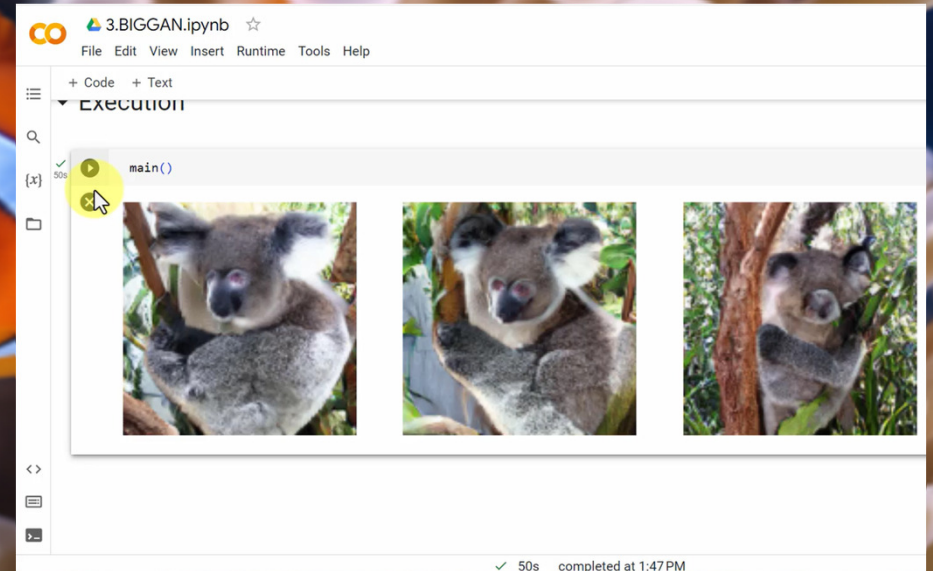 3.BIGGAN.ipynb
File Edit View Insert Runtime Tools Help
+ Code + Text
Execution
50s
main()
{x}
50s completed at 1:47 PM